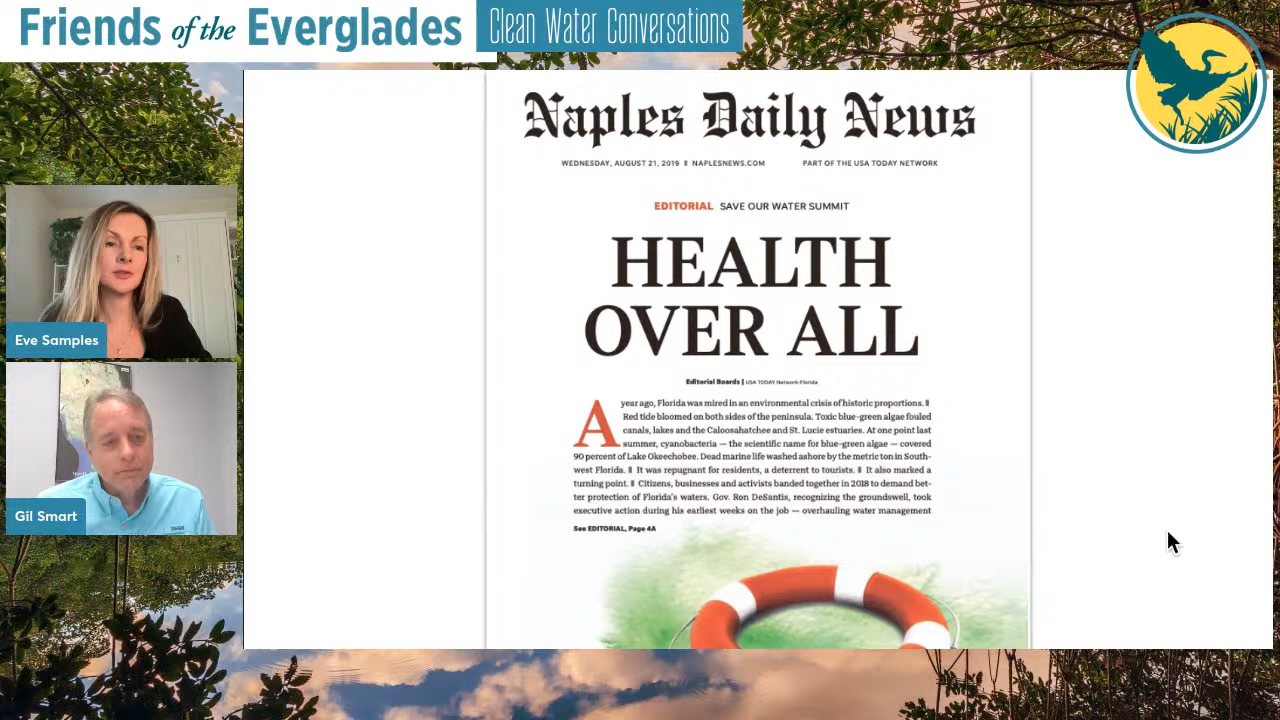 Friends of the Everglades
Clean Water Conversations
Naples Daily News
WEDNESDAY, AUGUST 21, 2019 ⦀ NAPLESNEWS.COM
PART OF THE USA TODAY NETWORK
EDITORIAL SAVE OUR WATER SUMMIT
HEALTH
OVER ALL
Editorial Boards | USA TODAY Network-Florida
A year ago, Florida was mired in an environmental crisis of historic proportions. ⦀
Red tide bloomed on both sides of the peninsula. Toxic blue-green algae fouled
canals, lakes and the Caloosahatchee and St. Lucie estuaries. At one point last
summer, cyanobacteria — the scientific name for blue-green algae — covered
90 percent of Lake Okeechobee. Dead marine life washed ashore by the metric ton in South-
west Florida. ⦀ It was repugnant for residents, a deterrent to tourists. ⦀ It also marked a
turning point. ⦀ Citizens, businesses and activists banded together in 2018 to demand bet-
ter protection of Florida's waters. Gov. Ron DeSantis, recognizing the groundswell, took
executive action during his earliest weeks on the job — overhauling water management
See EDITORIAL, Page 4A
Eve Samples
Gil Smart